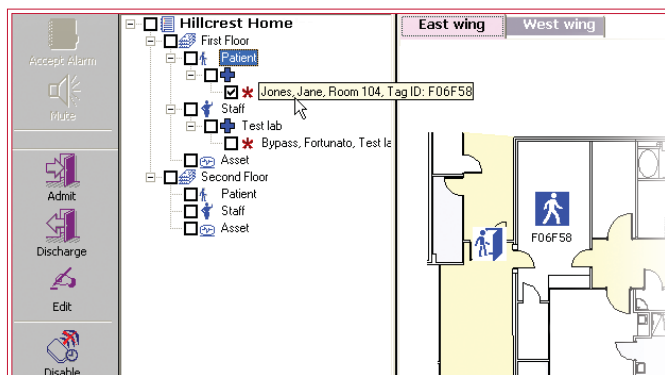 Accept Alarm
Mute
Admit
Discharge
Edit
Disable
Hillcrest Home
First Floor
Patient
Jones, Jane, Room 104, Tag ID: F06F58
Staff
Test lab
Bypass, Fortunato, Test la
Asset
Second Floor
Patient
Staff
Asset
East wing
West wing
F06F58